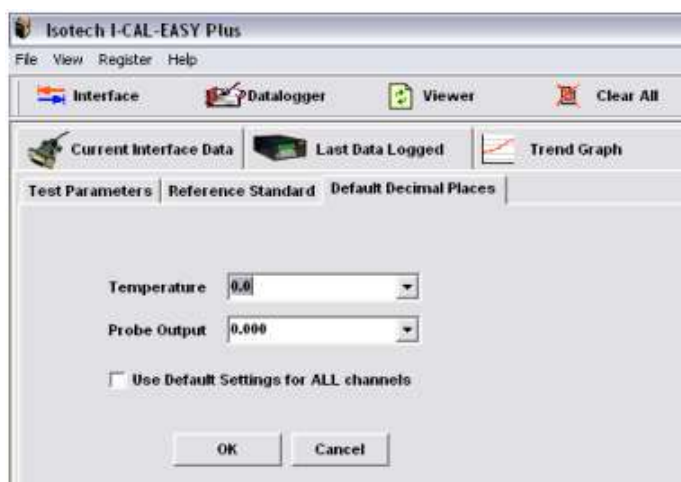 Isotech I-CAL-EASY Plus
File View Register Help
Interface Datalogger Viewer Clear All
Current Interface Data Last Data Logged Trend Graph
Test Parameters Reference Standard Default Decimal Places
Temperature 0.0
Probe Output 0.000
Use Default Settings for ALL channels
OK Cancel